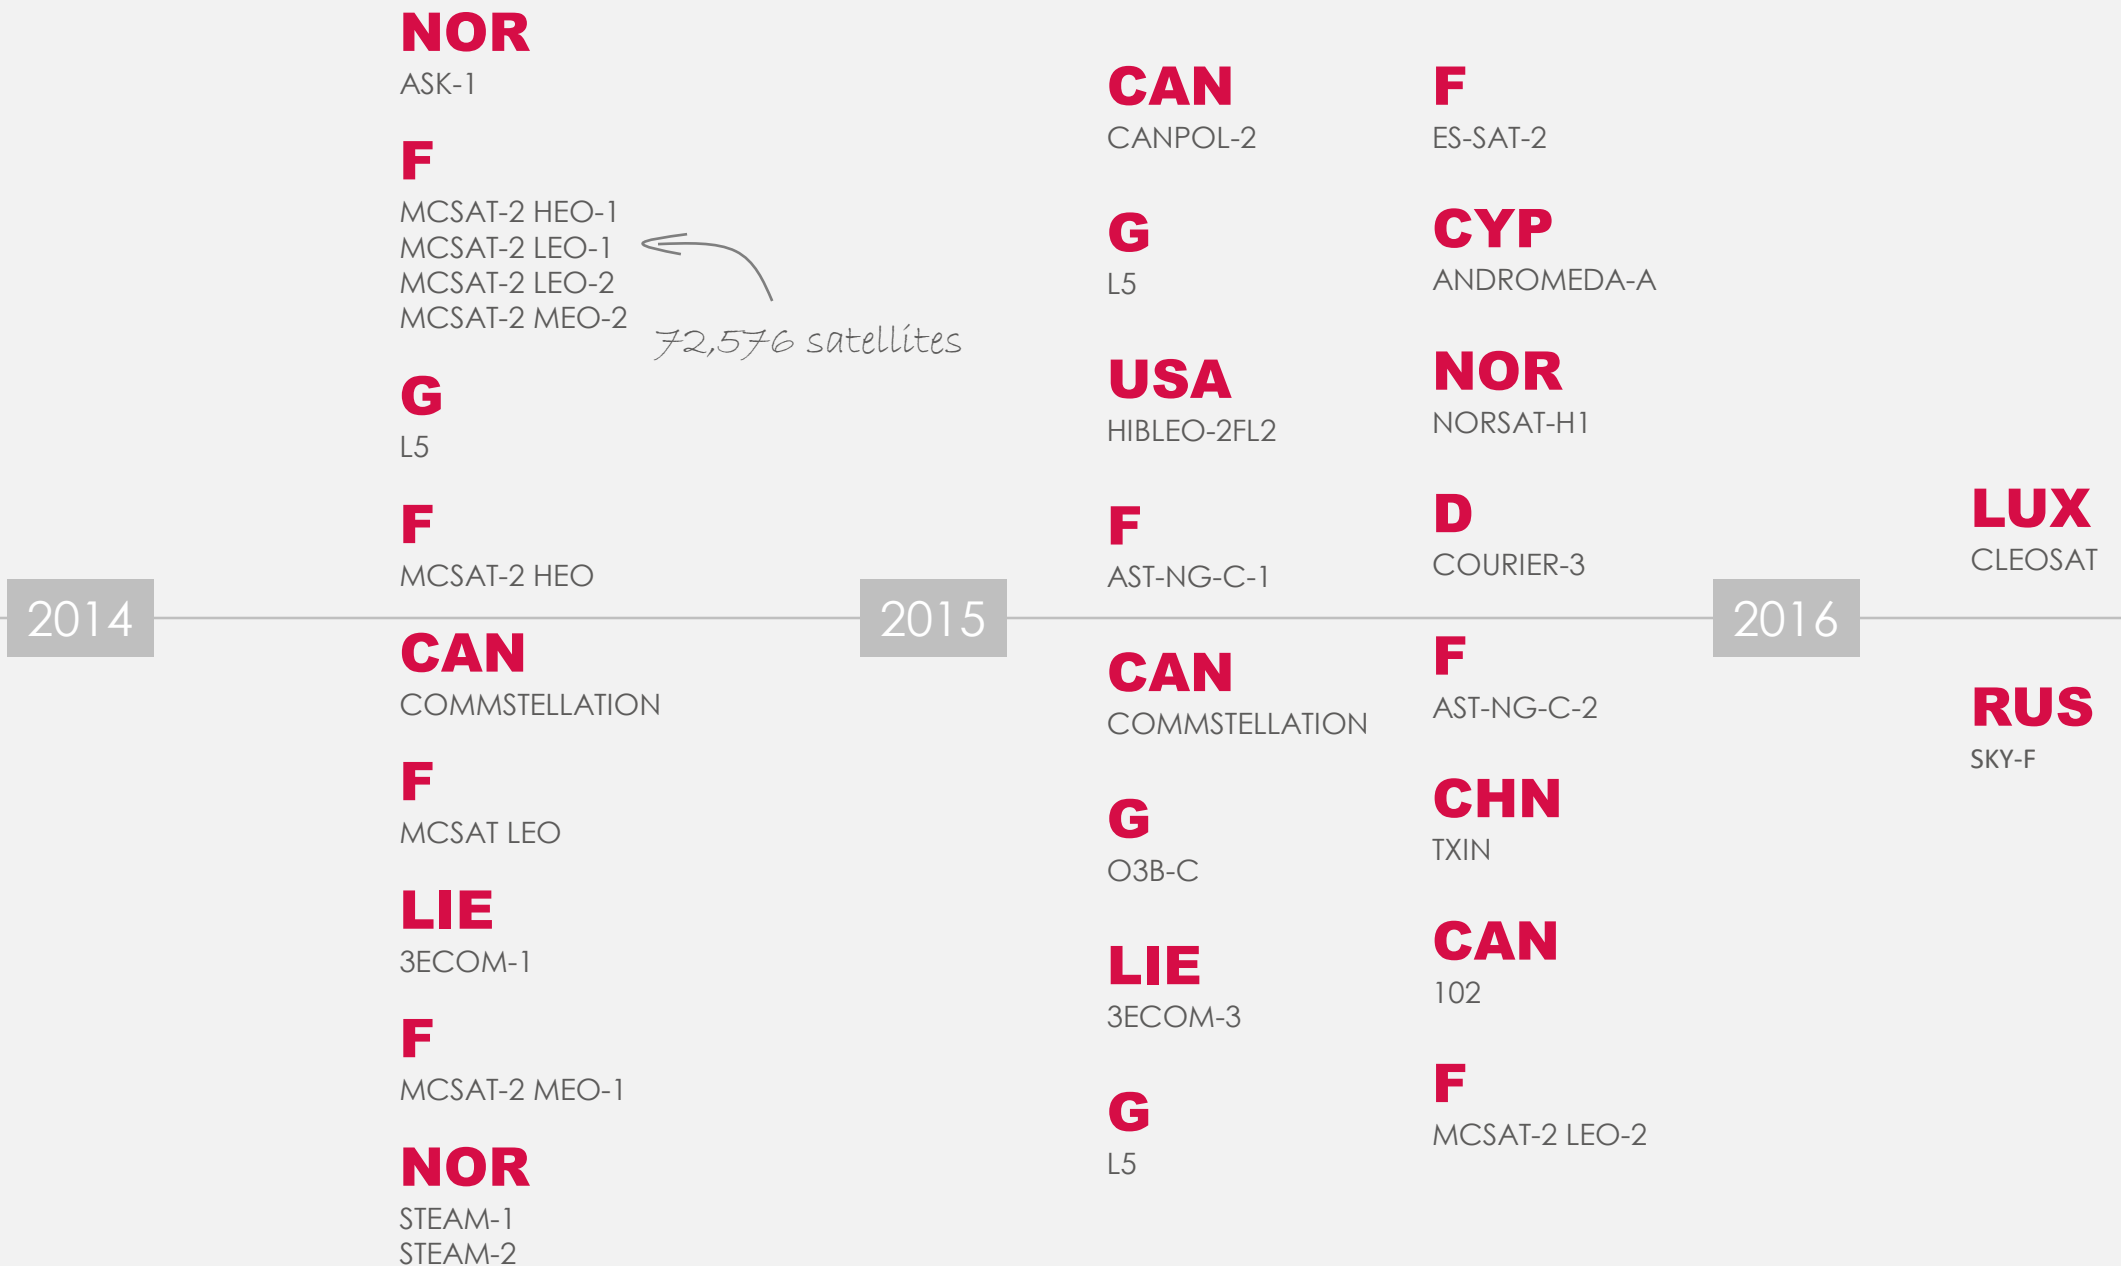 NOR
ASK-1
F
MCSAT-2 HEO-1
MCSAT-2 LEO-1
MCSAT-2 LEO-2
MCSAT-2 MEO-2
72,576 satellites
G
L5
F
MCSAT-2 HEO
CAN
COMMSTELLATION
F
MCSAT LEO
LIE
3ECOM-1
F
MCSAT-2 MEO-1
NOR
STEAM-1
STEAM-2
CAN
CANPOL-2
G
L5
USA
HIBLEO-2FL2
F
AST-NG-C-1
CAN
COMMSTELLATION
G
O3B-C
LIE
3ECOM-3
G
L5
F
ES-SAT-2
CYP
ANDROMEDA-A
NOR
NORSAT-H1
D
COURIER-3
F
AST-NG-C-2
CHN
TXIN
CAN
102
F
MCSAT-2 LEO-2
LUX
CLEOSAT
RUS
SKY-F
2014
2015
2016